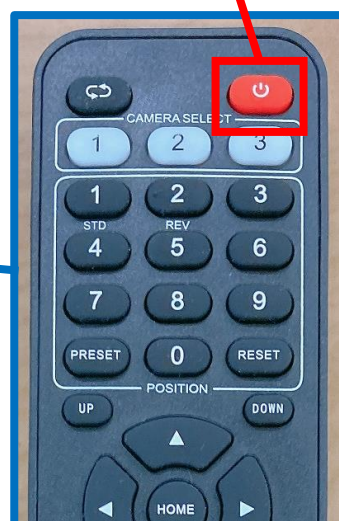 CAMERA SELECT
1 2 3
1 2 3
STD REV
4 5 6
7 8 9
PRESET 0 RESET
POSITION
UP DOWN
HOME